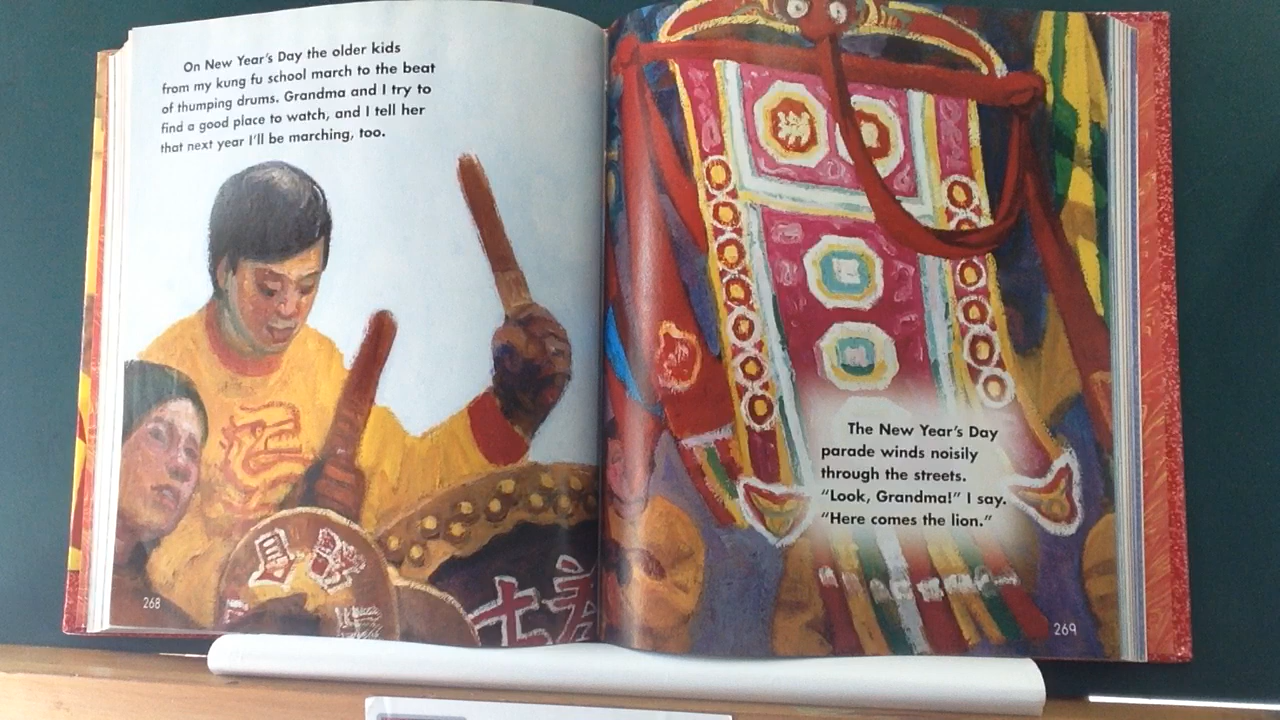 On New Year's Day the older kids
from my kung fu school march to the beat
of thumping drums. Grandma and I try to
find a good place to watch, and I tell her
that next year I'll be marching, too.
268
The New Year's Day
parade winds noisily
through the streets.
"Look, Grandma!" I say.
"Here comes the lion."
269